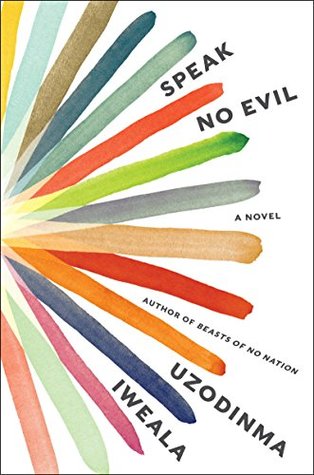 SPEAK
NO EVIL
A NOVEL
AUTHOR OF BEASTS OF NO NATION
UZODINMA
IWEALA